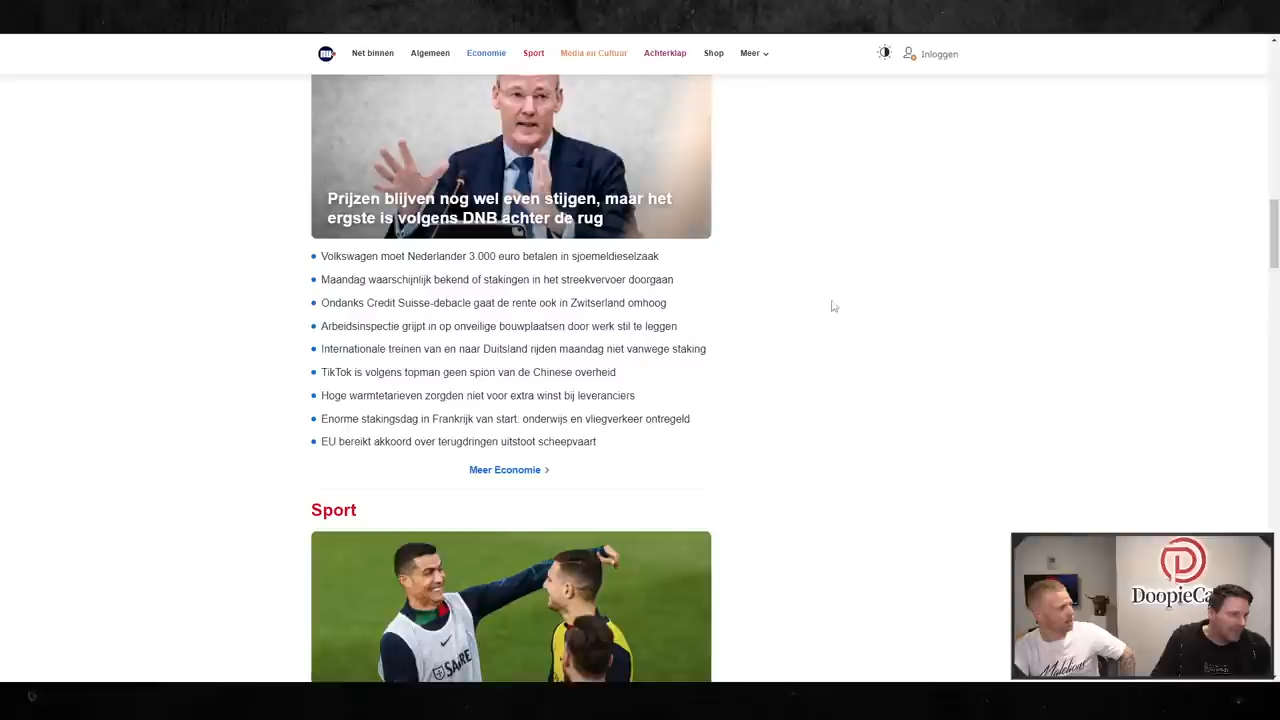 Net binnen Algemeen Economie Sport Media en Cultuur Achterklap Shop Meer Inloggen
Prijzen blijven nog wel even stijgen, maar het
ergste is volgens DNB achter de rug
Volkswagen moet Nederlander 3.000 euro betalen in sjoemeldieselzaak
Maandag waarschijnlijk bekend of stakingen in het streekvervoer doorgaan
Ondanks Credit Suisse-debacle gaat de rente ook in Zwitserland omhoog
Arbeidsinspectie grijpt in op onveilige bouwplaatsen door werk stil te leggen
Internationale treinen van en naar Duitsland rijden maandag niet vanwege staking
TikTok is volgens topman geen spion van de Chinese overheid
Hoge warmtetarieven zorgden niet voor extra winst bij leveranciers
Enorme stakingsdag in Frankrijk van start: onderwijs en vliegverkeer ontregeld
EU bereikt akkoord over terugdringen uitstoot scheepvaart
Meer Economie
Sport
DoopieCa